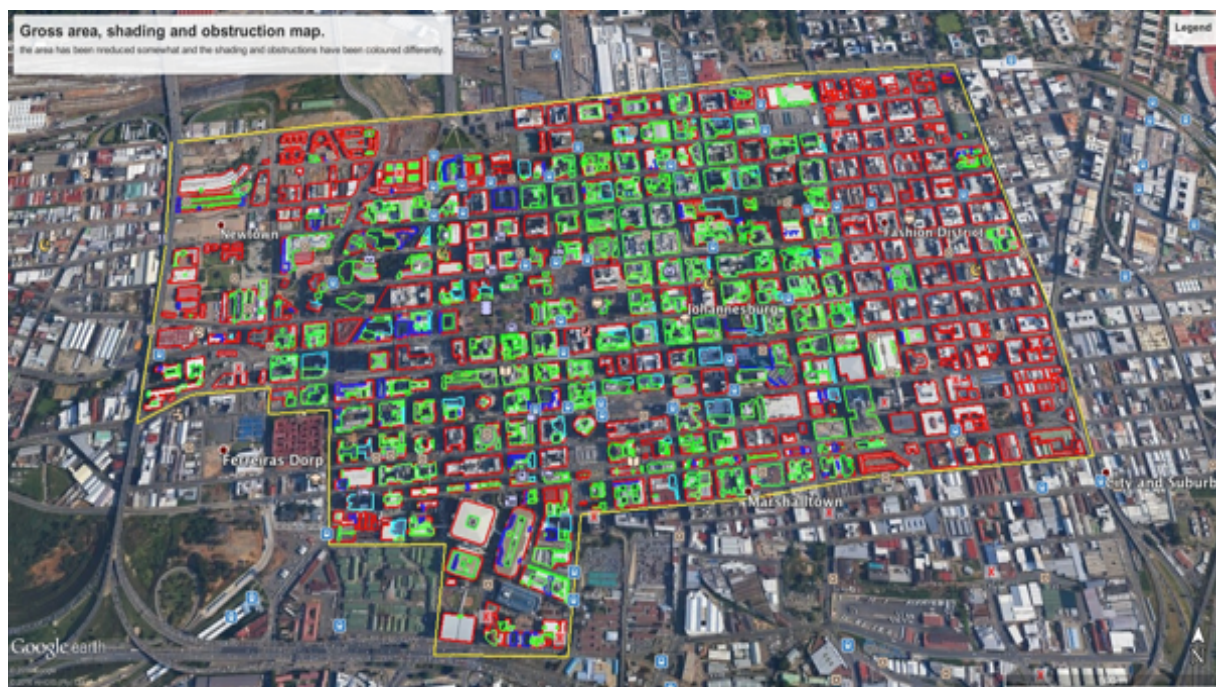 Gross area, shading and obstruction map.
the area has been nreduced somewhat and the shading and obstructions have been coloured differently.
Legend
Newtown
Fashion District
Johannesburg
Ferreiras Dorp
Marshalltown
City and Suburb
Google earth
N